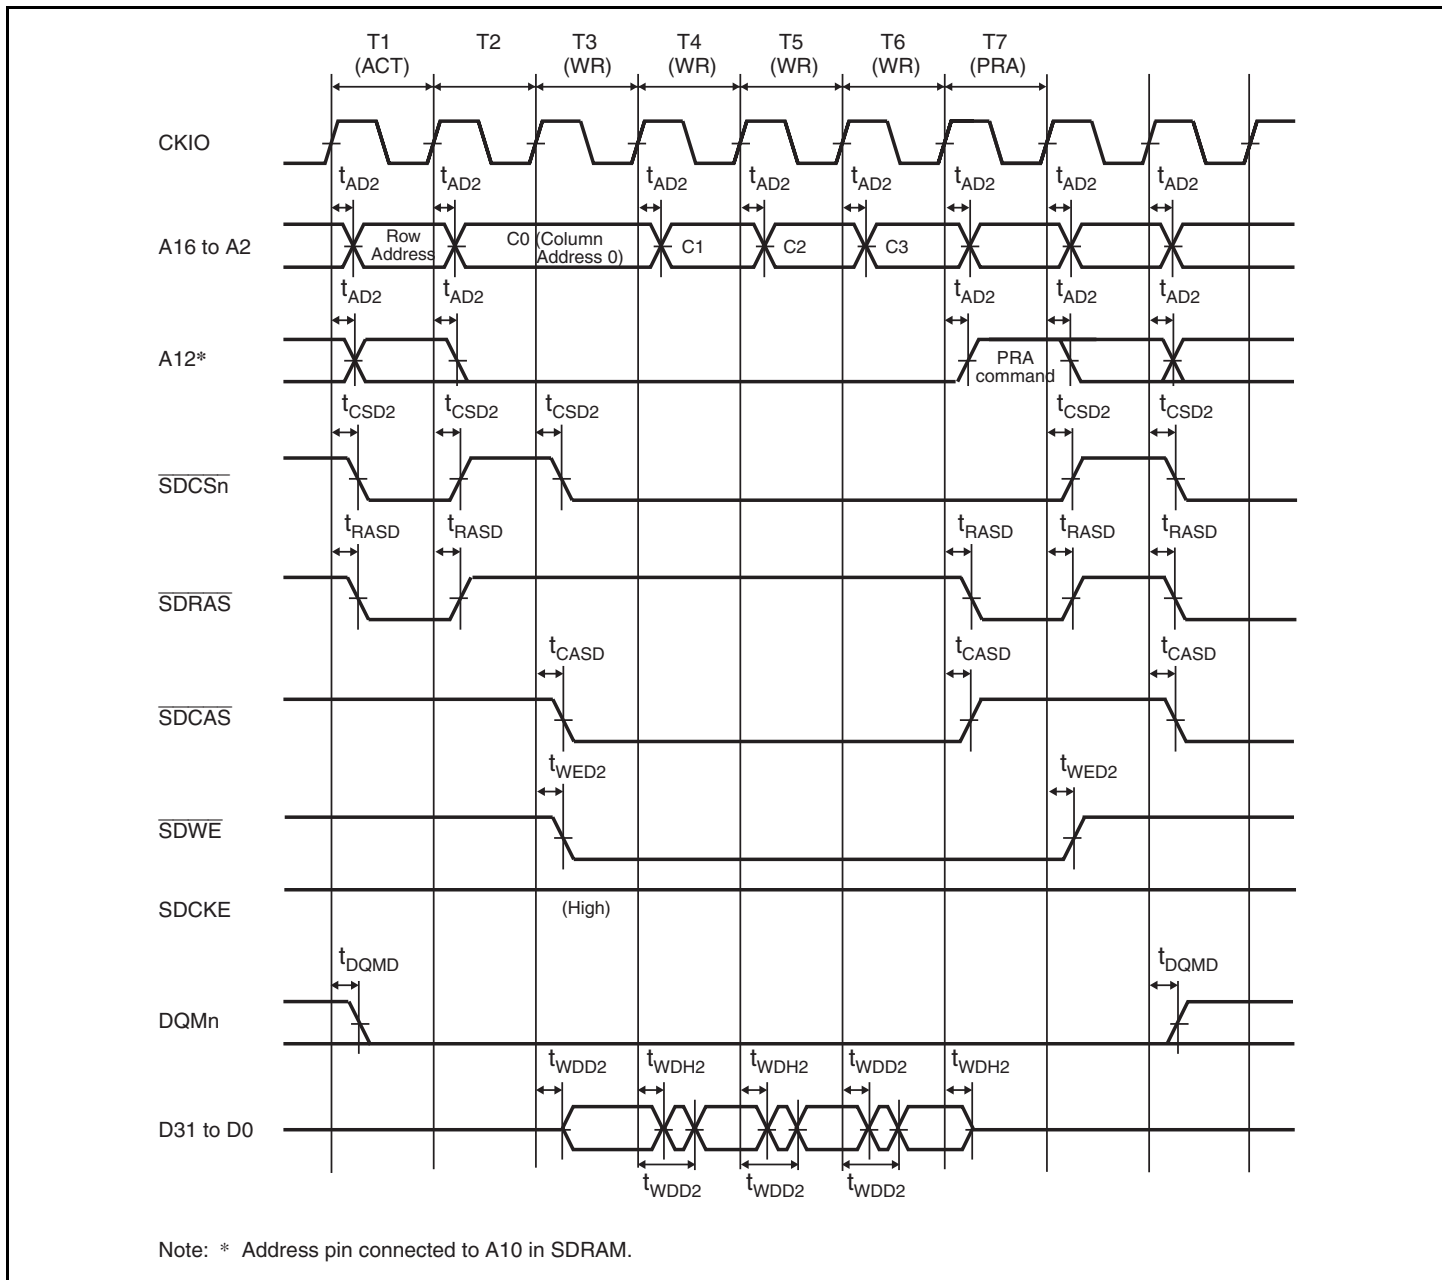 T1 T2 T3 T4 T5 T6 T7
(ACT) (WR) (WR) (WR) (WR) (PRA)
CKIO
tAD2 tAD2 tAD2 tAD2 tAD2 tAD2 tAD2 tAD2
A16 to A2
Row Address
C0 (Column Address 0)
C1 C2 C3
tAD2 tAD2 tAD2 tAD2 tAD2
A12*
PRA command
tCSD2 tCSD2 tCSD2 tCSD2 tCSD2
SDCSn
tRASD tRASD tRASD tRASD tRASD
SDRAS
tCASD tCASD tCASD
SDCAS
tWED2 tWED2
SDWE
SDCKE (High)
tDQMD tDQMD
DQMn
tWDD2 tWDH2 tWDH2 tWDD2 tWDH2
D31 to D0
tWDD2 tWDD2 tWDD2
Note: * Address pin connected to A10 in SDRAM.